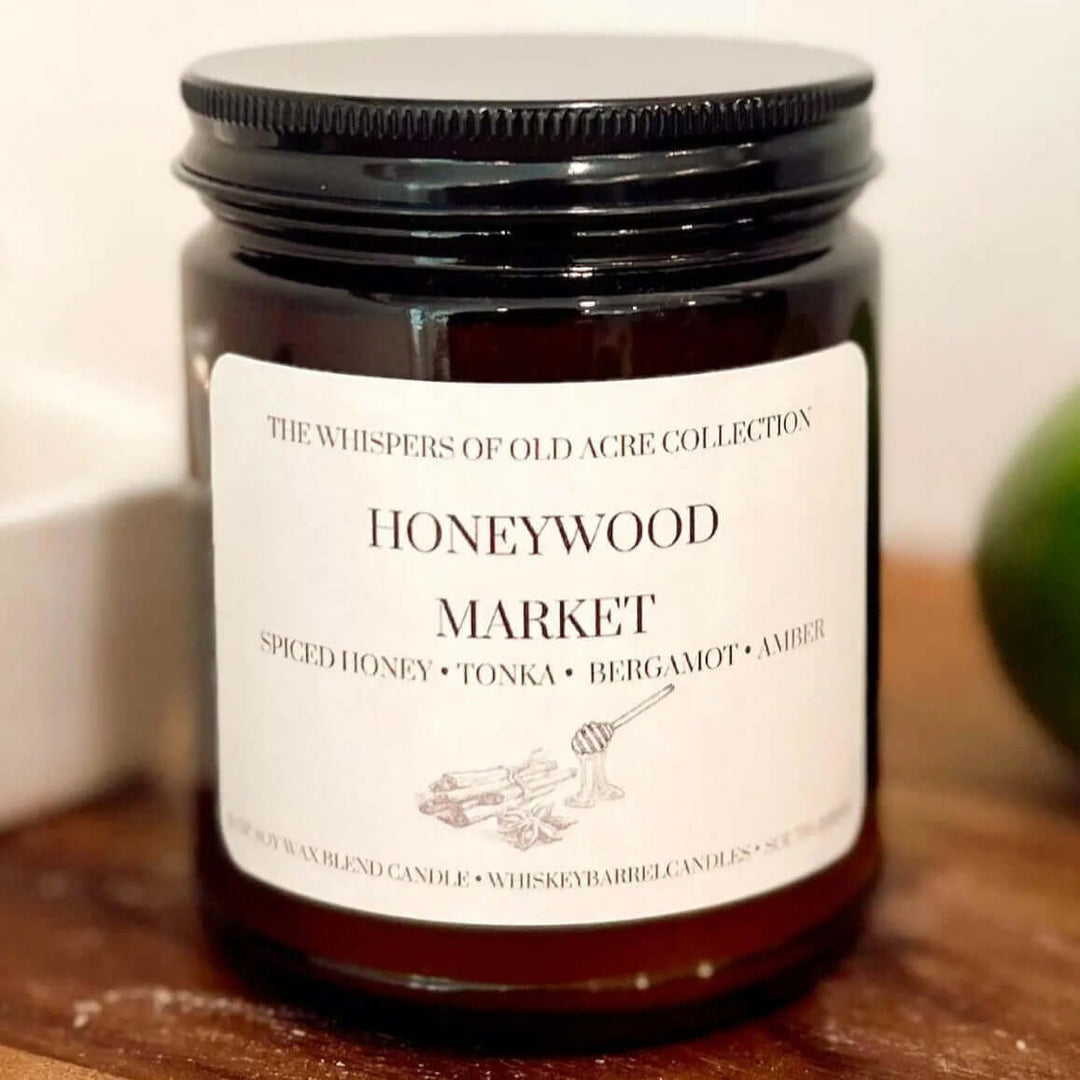 THE WHISPERS OF OLD ACRE COLLECTION
HONEYWOOD
MARKET
SPICED HONEY • TONKA • BERGAMOT • AMBER
SOY WAX BLEND CANDLE • WHISKEYBARRELCANDLES •